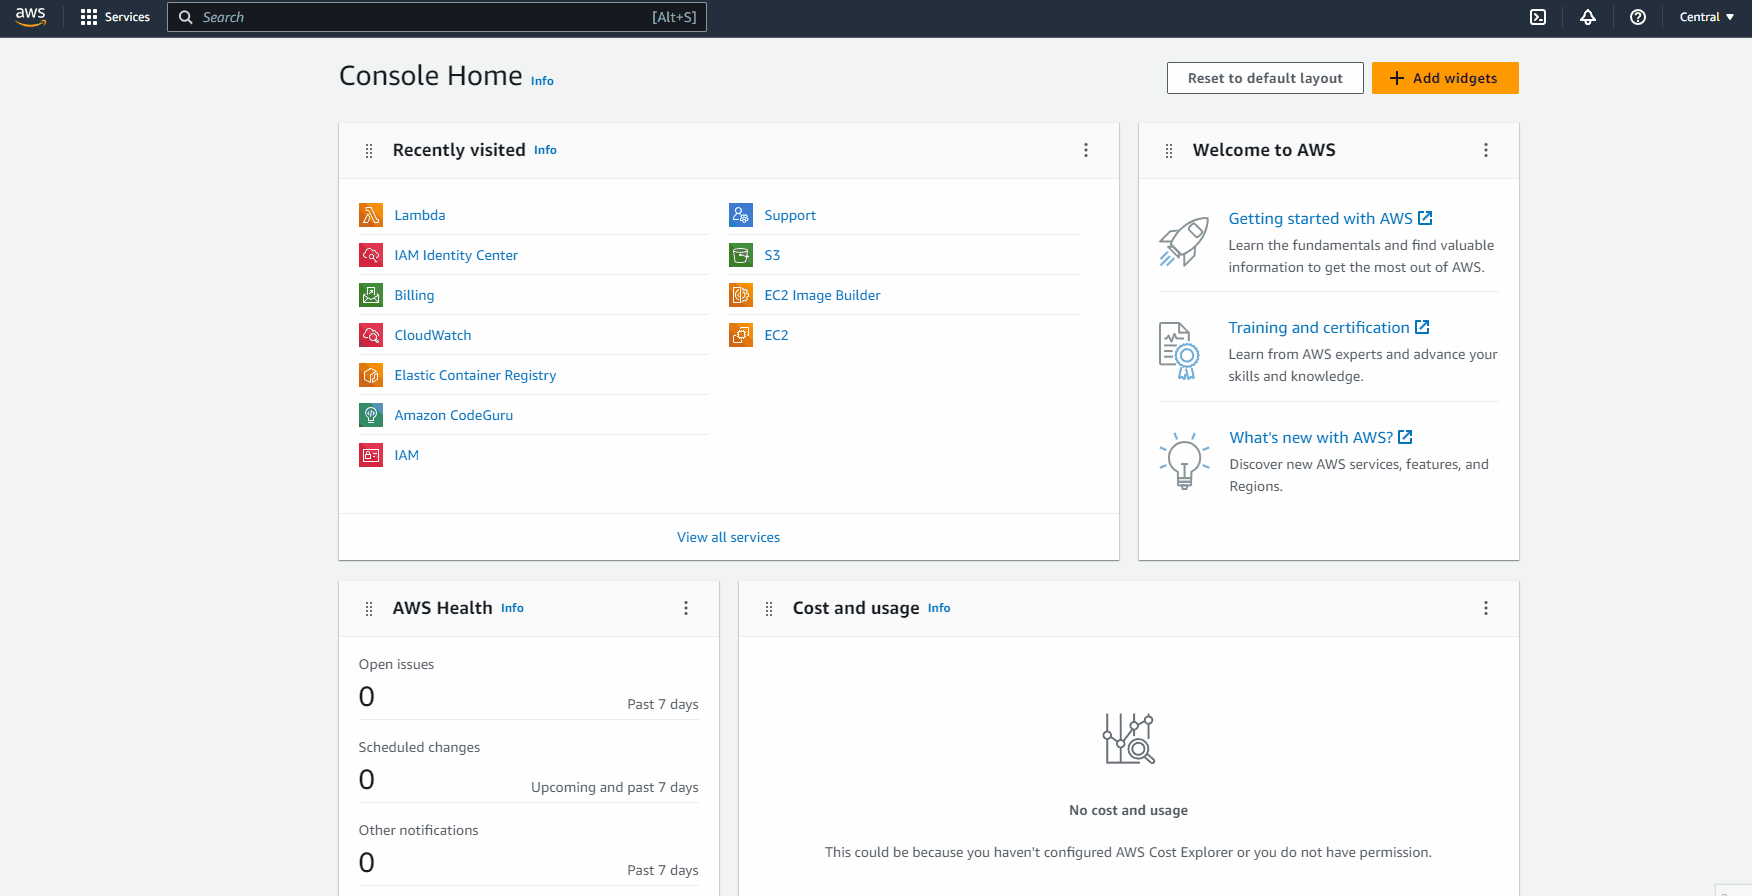 aws Services Search [Alt+S] Central
Console Home Info Reset to default layout Add widgets
Recently visited Info
Lambda
IAM Identity Center
Billing
CloudWatch
Elastic Container Registry
Amazon CodeGuru
IAM
Support
S3
EC2 Image Builder
EC2
View all services
Welcome to AWS
Getting started with AWS
Learn the fundamentals and find valuable
information to get the most out of AWS.
Training and certification
Learn from AWS experts and advance your
skills and knowledge.
What's new with AWS?
Discover new AWS services, features, and
Regions.
AWS Health Info
Open issues
0 Past 7 days
Scheduled changes
0 Upcoming and past 7 days
Other notifications
0 Past 7 days
Cost and usage Info
No cost and usage
This could be because you haven't configured AWS Cost Explorer or you do not have permission.